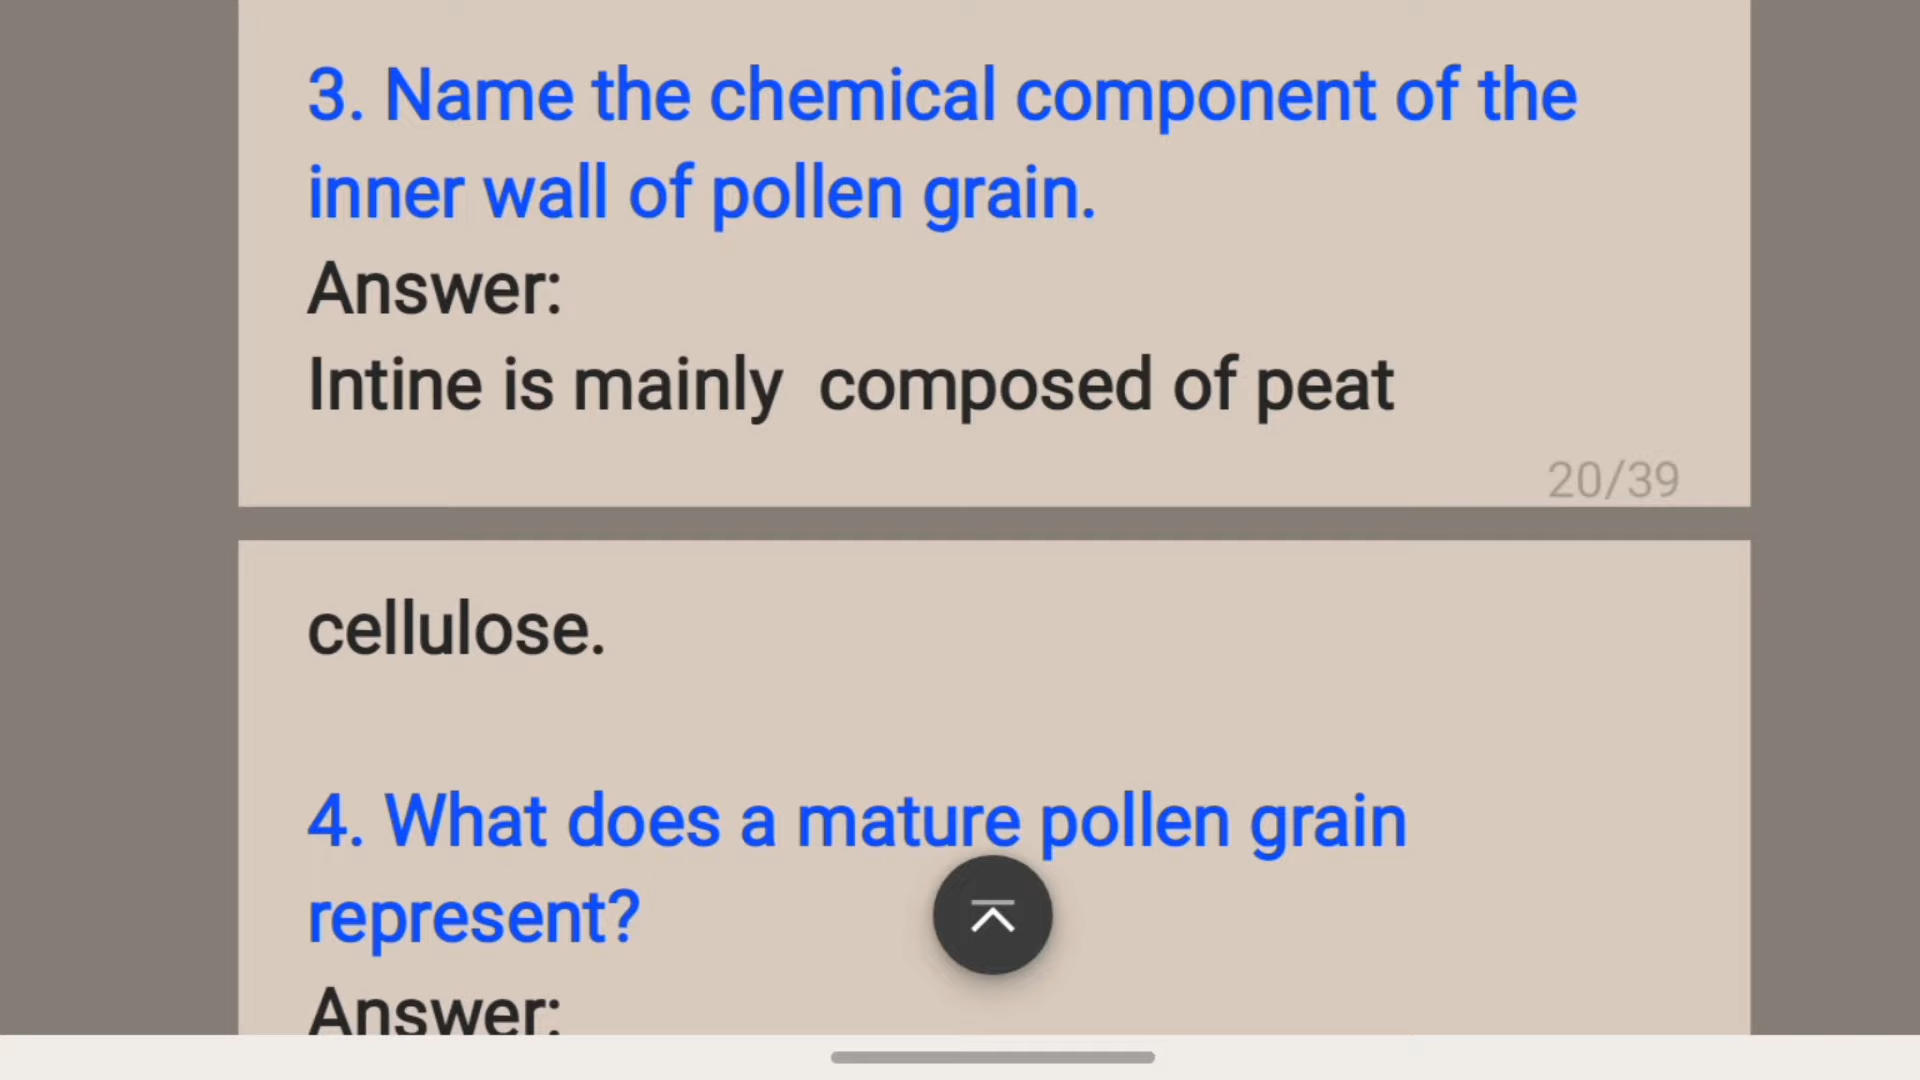 3. Name the chemical component of the
inner wall of pollen grain.
Answer:
Intine is mainly  composed of peat
20/39
cellulose.
4. What does a mature pollen grain
represent?
Answer: